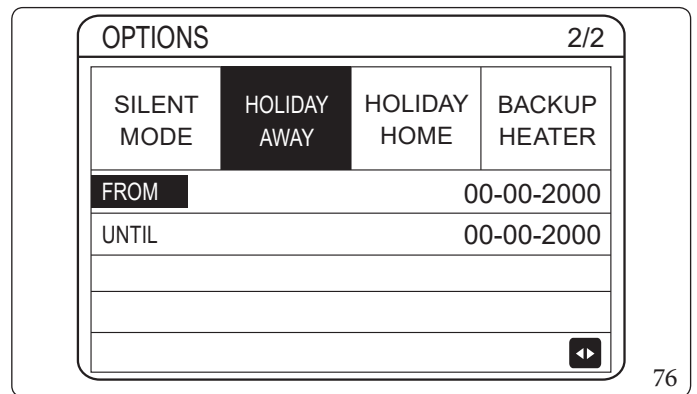 OPTIONS 2/2
SILENT MODE HOLIDAY AWAY HOLIDAY HOME BACKUP HEATER
FROM 00-00-2000
UNTIL 00-00-2000
76